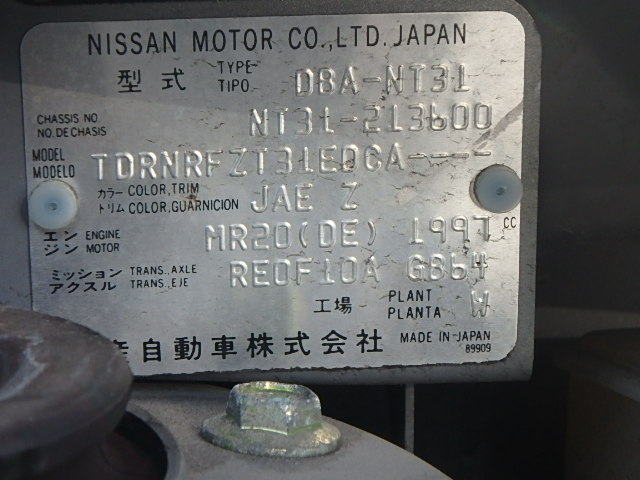 NISSAN MOTOR CO.,LTD. JAPAN
型式 TYPE TIPO DBA-NT31
CHASSIS NO. NO. DE CHASIS NT31-213600
MODEL MODELO TDRNRFZT31EDCA----
カラー COLOR,TRIM トリム COLOR,GUARNICION JAE Z
エンジン ENGINE MOTOR MR20(DE) 1997 CC
ミッション TRANS.,AXLE アクスル TRANS.,EJE RE0F10A GB64
工場 PLANT PLANTA W
産自動車株式会社 MADE IN JAPAN
89909